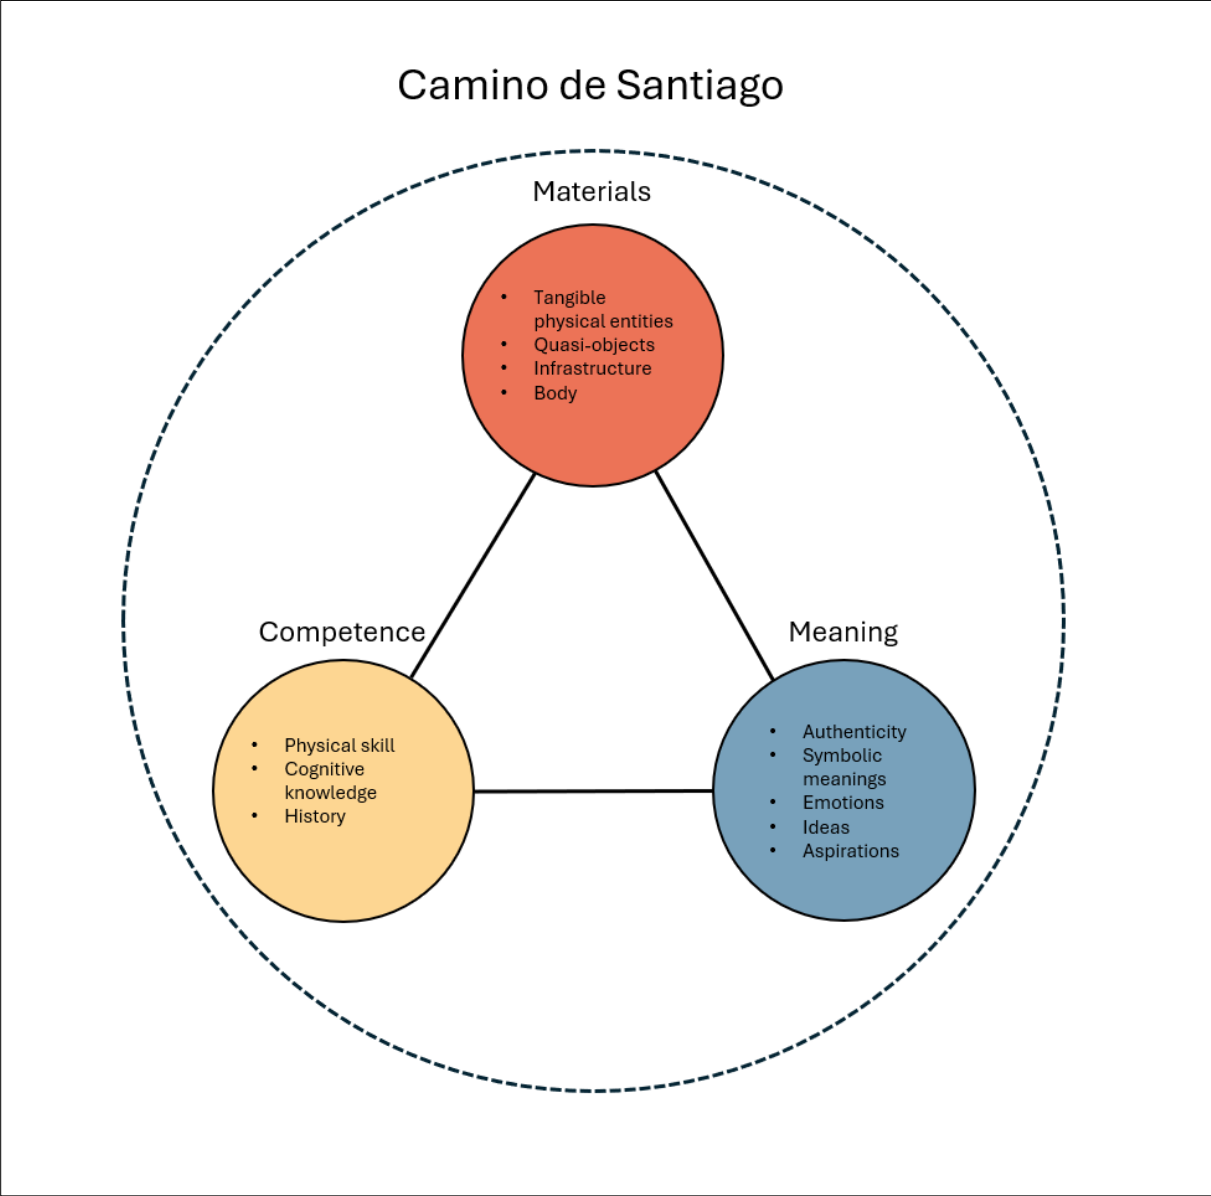 Camino de Santiago
Materials
• Tangible
physical entities
• Quasi-objects
• Infrastructure
• Body
Competence
• Physical skill
• Cognitive
knowledge
• History
Meaning
• Authenticity
• Symbolic
meanings
• Emotions
• Ideas
• Aspirations